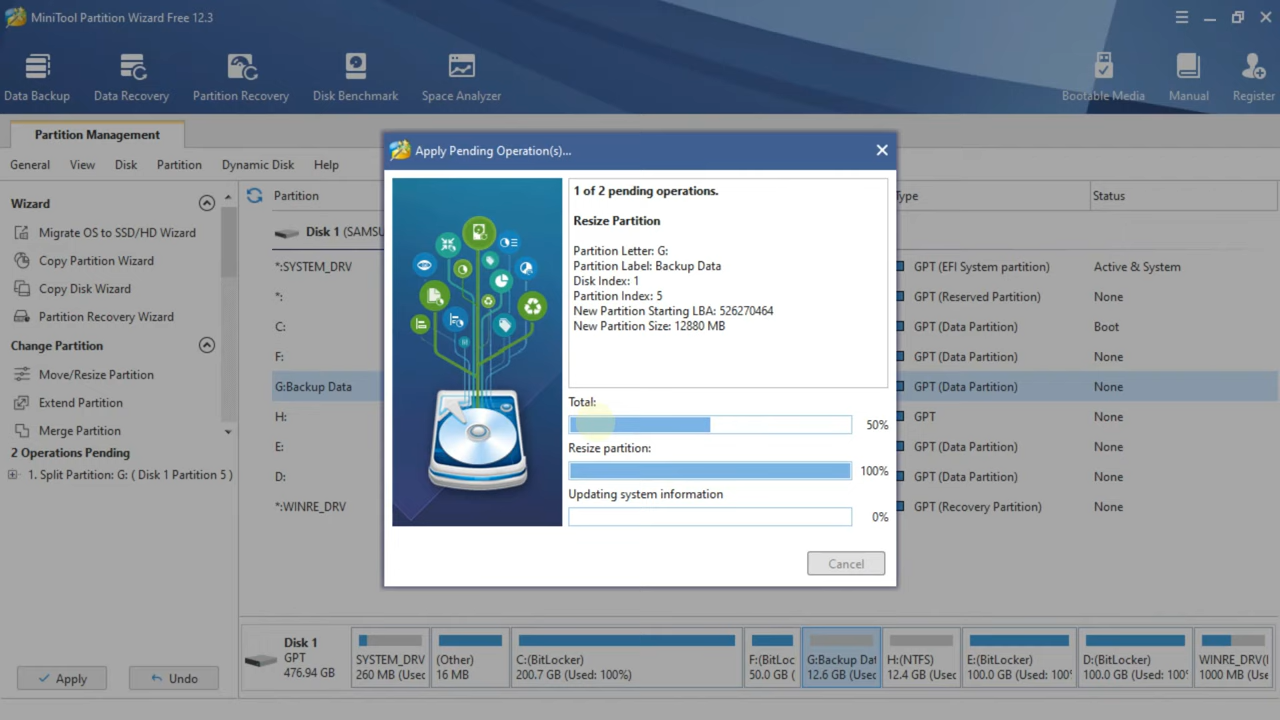 MiniTool Partition Wizard Free 12.3
Data Backup
Data Recovery
Partition Recovery
Disk Benchmark
Space Analyzer
Bootable Media
Manual
Register
Partition Management
General View Disk Partition Dynamic Disk Help
Wizard
Migrate OS to SSD/HD Wizard
Copy Partition Wizard
Copy Disk Wizard
Partition Recovery Wizard
Change Partition
Move/Resize Partition
Extend Partition
Merge Partition
2 Operations Pending
1. Split Partition: G: ( Disk 1 Partition 5 )
Apply
Undo
Partition
Type
Status
Disk 1 (SAMSU
*:SYSTEM_DRV GPT (EFI System partition) Active & System
*: GPT (Reserved Partition) None
C: GPT (Data Partition) Boot
F: GPT (Data Partition) None
G:Backup Data GPT (Data Partition) None
H: GPT None
E: GPT (Data Partition) None
D: GPT (Data Partition) None
*:WINRE_DRV GPT (Recovery Partition) None
Apply Pending Operation(s)...
1 of 2 pending operations.
Resize Partition
Partition Letter: G:
Partition Label: Backup Data
Disk Index: 1
Partition Index: 5
New Partition Starting LBA: 526270464
New Partition Size: 12880 MB
Total:
50%
Resize partition:
100%
Updating system information
0%
Cancel
Disk 1
GPT
476.94 GB
SYSTEM_DRV
260 MB (Usec
(Other)
16 MB
C:(BitLocker)
200.7 GB (Used: 100%)
F:(BitLoc
50.0 GB (
G:Backup Dat
12.6 GB (Usec
H:(NTFS)
12.4 GB (Usec
E:(BitLocker)
100.0 GB (Used: 100%
D:(BitLocker)
100.0 GB (Used: 100%
WINRE_DRV(I
1000 MB (Use